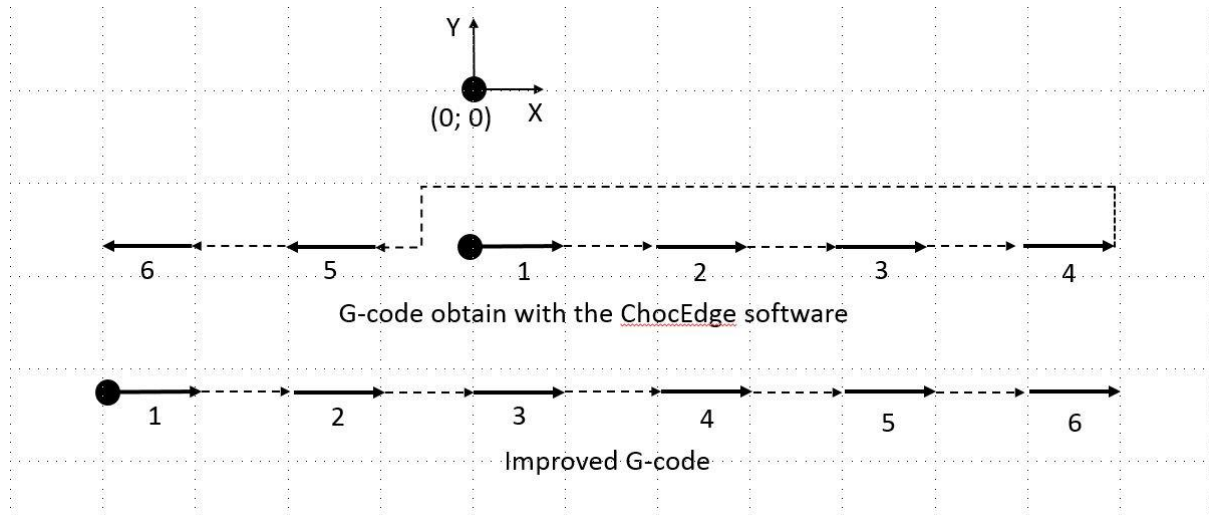 Y
(0; 0) X
6 5 1 2 3 4
G-code obtain with the ChocEdge software
1 2 3 4 5 6
Improved G-code